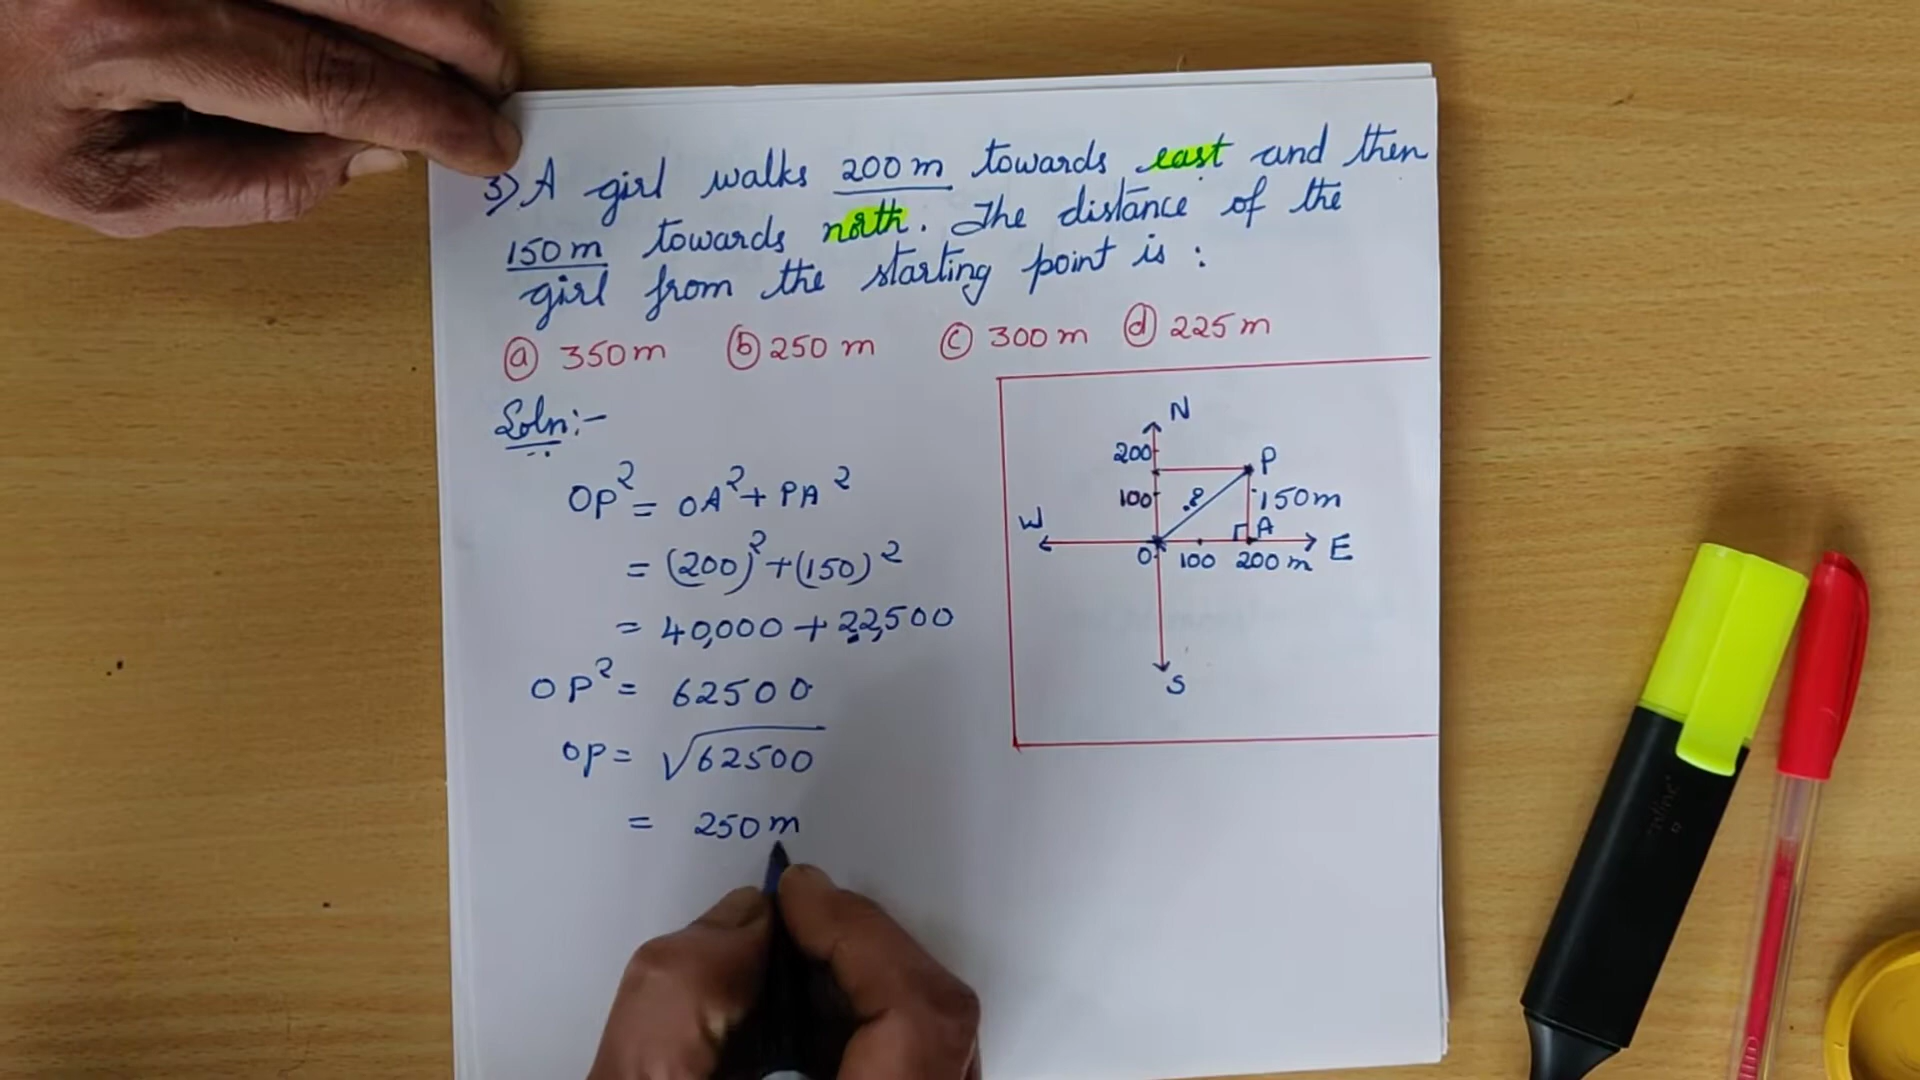 3) A girl walks 200 m towards east and then
150 m towards north. The distance of the
girl from the starting point is :
(a) 350 m (b) 250 m (c) 300 m (d) 225 m
Soln:-
OP² = OA² + PA²
= (200)² + (150)²
= 40,000 + 22,500
OP² = 62500
OP = √62500
= 250 m
N
200
P
100
?
150 m
W
A
E
O
100
200 m
S